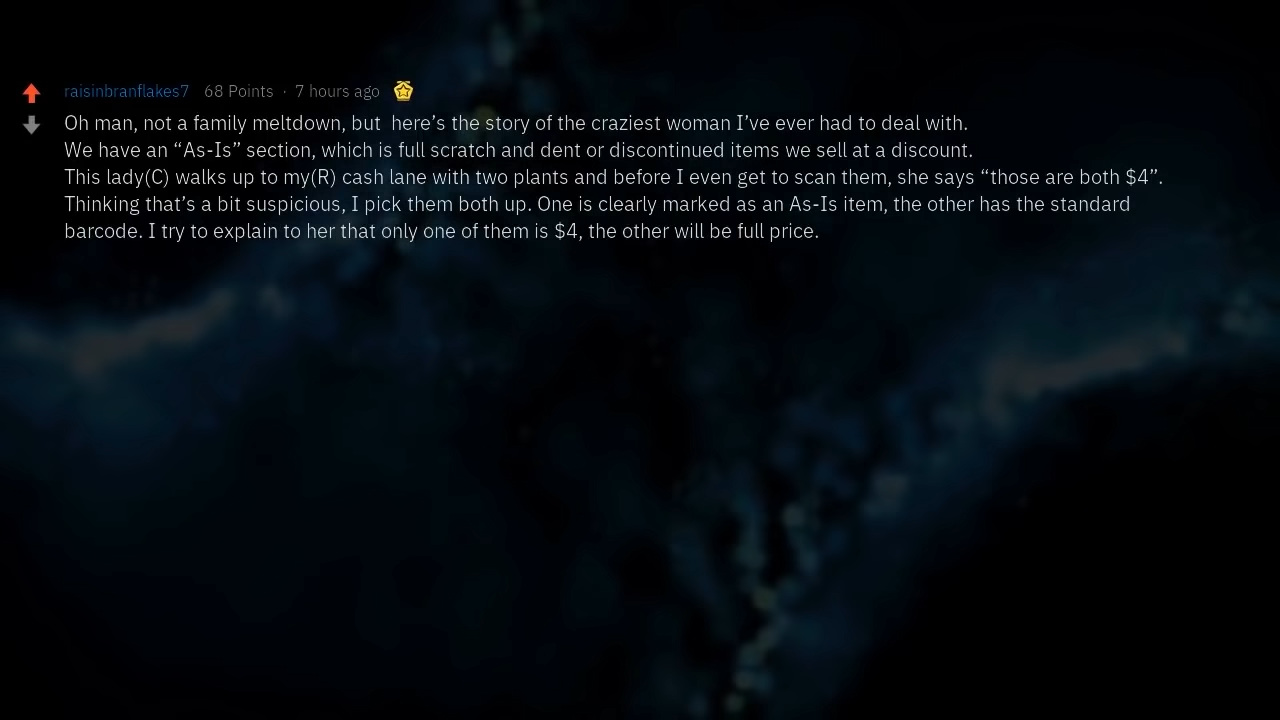 raisinbranflakes7 68 Points · 7 hours ago
Oh man, not a family meltdown, but  here’s the story of the craziest woman I’ve ever had to deal with.
We have an “As-Is” section, which is full scratch and dent or discontinued items we sell at a discount.
This lady(C) walks up to my(R) cash lane with two plants and before I even get to scan them, she says “those are both $4”.
Thinking that’s a bit suspicious, I pick them both up. One is clearly marked as an As-Is item, the other has the standard
barcode. I try to explain to her that only one of them is $4, the other will be full price.